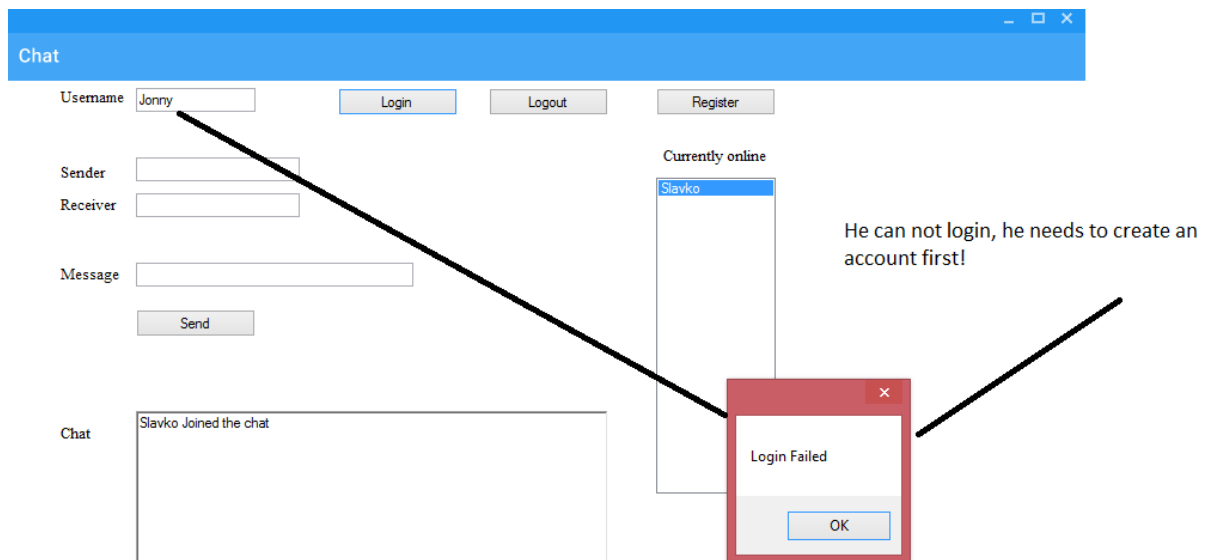 Chat
Username Jonny Login Logout Register
Currently online
Sender
Slavko
Receiver
He can not login, he needs to create an
account first!
Message
Send
Chat
Slavko Joined the chat
Login Failed
OK